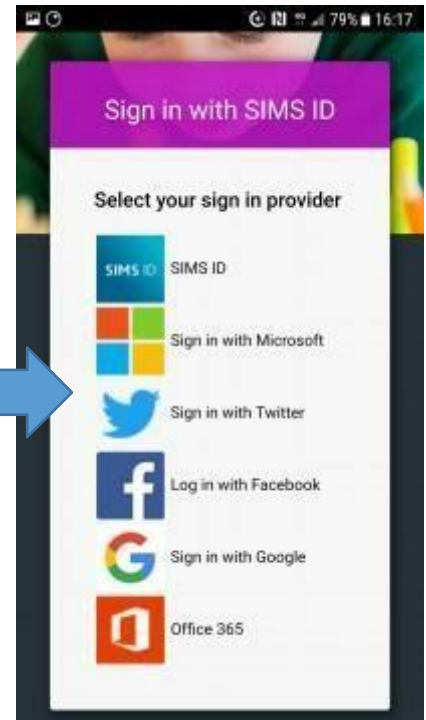 79% 16:17
Sign in with SIMS ID
Select your sign in provider
SIMS ID SIMS ID
Sign in with Microsoft
Sign in with Twitter
Log in with Facebook
Sign in with Google
Office 365